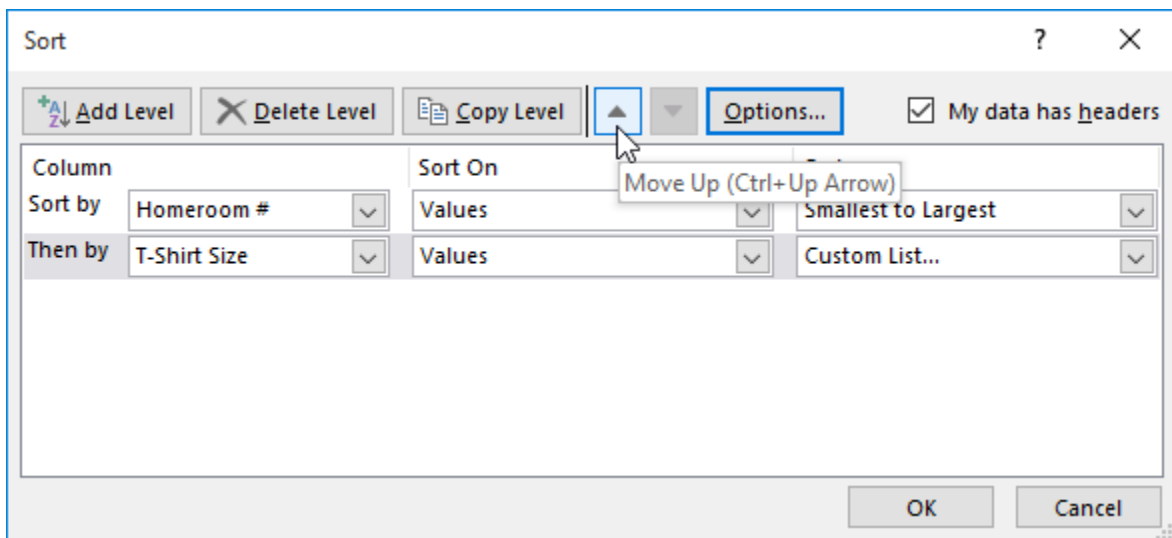 Sort ?
Add Level Delete Level Copy Level Options... My data has headers
Column Sort On
Move Up (Ctrl+Up Arrow)
Sort by Homeroom # Values Smallest to Largest
Then by T-Shirt Size Values Custom List...
OK Cancel